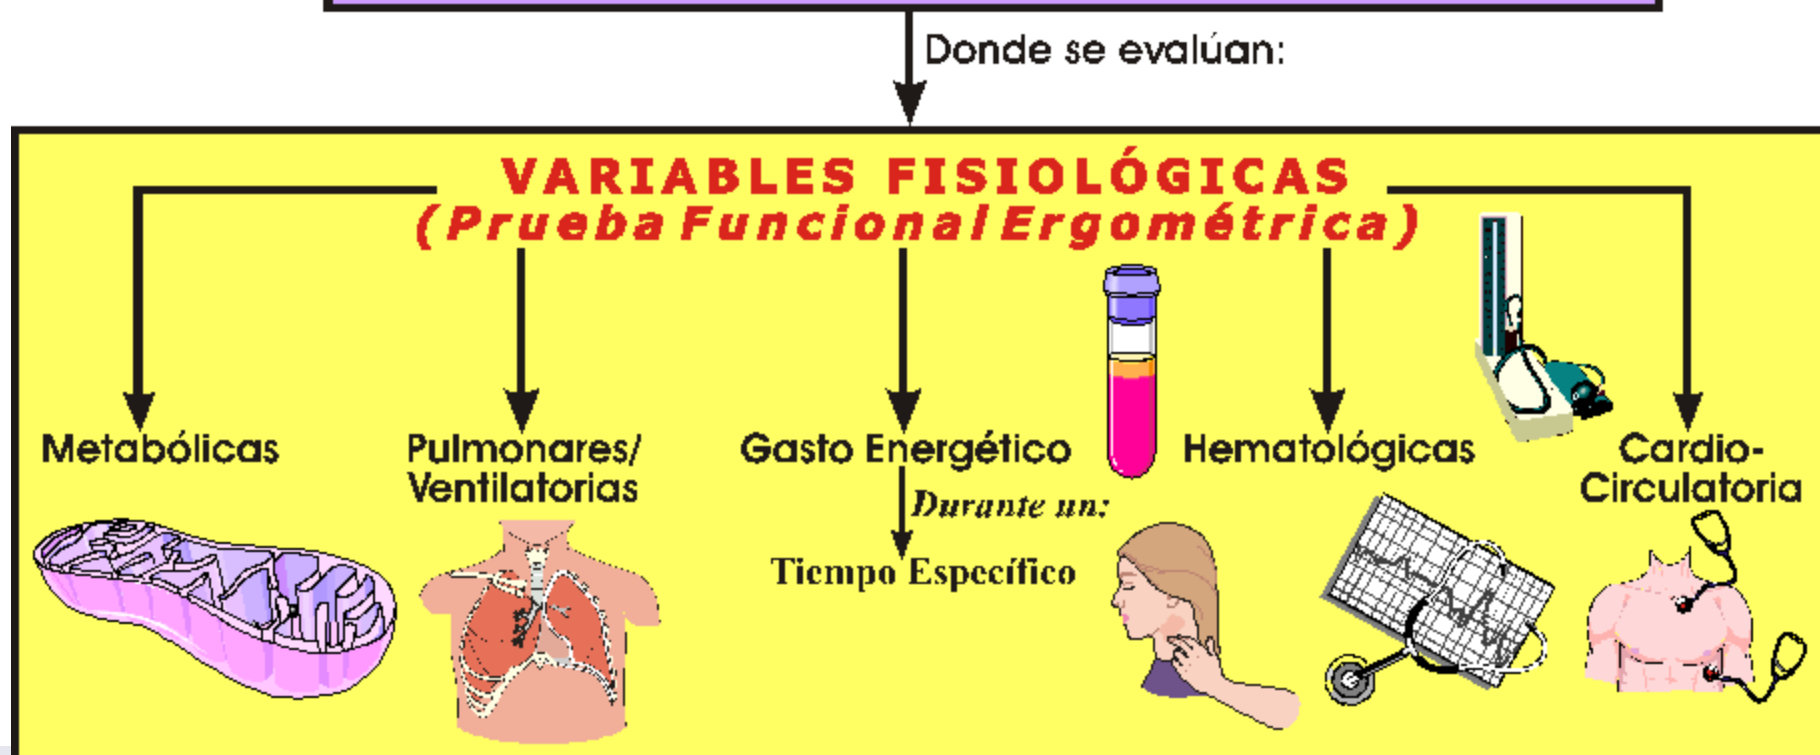 Donde se evalúan:
VARIABLES FISIOLÓGICAS
(Prueba Funcional Ergométrica)
Metabólicas
Pulmonares/
Ventilatorias
Gasto Energético
Durante un:
Tiempo Específico
Hematológicas
Cardio-
Circulatoria